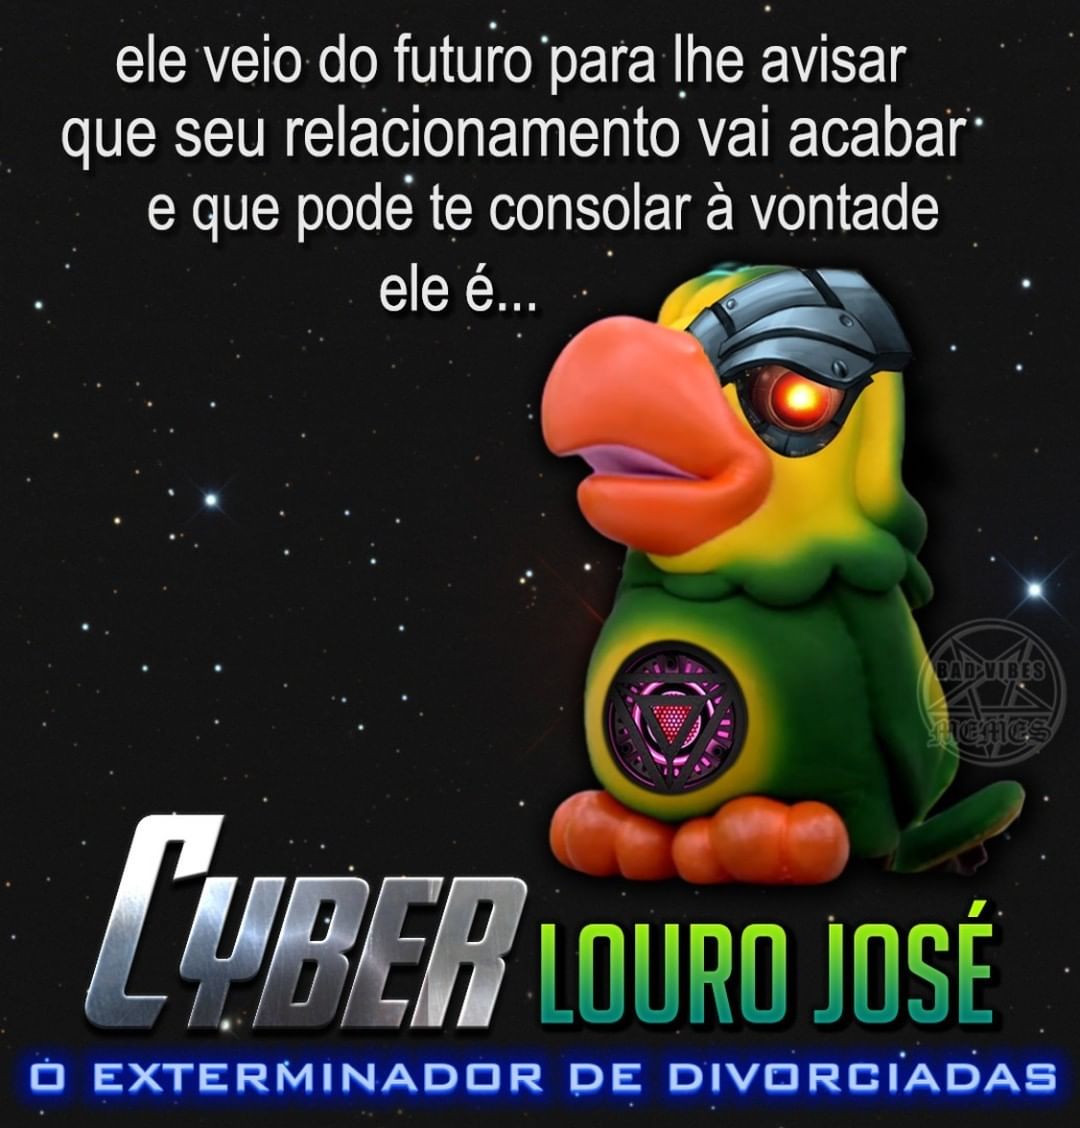 ele veio do futuro para lhe avisar
que seu relacionamento vai acabar
e que pode te consolar à vontade
ele é...
BAD VIBES
MEMES
CYBER LOURO JOSÉ
O EXTERMINADOR DE DIVORCIADAS